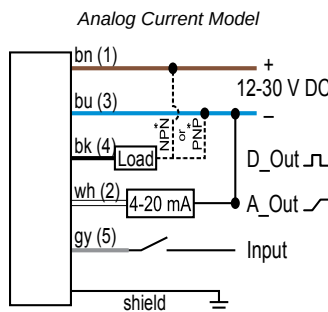 Analog Current Model
bn (1)
+
12-30 V DC
bu (3)
–
NPN*
or
PNP*
bk (4)
Load
D_Out
wh (2)
4-20 mA
A_Out
gy (5)
Input
shield